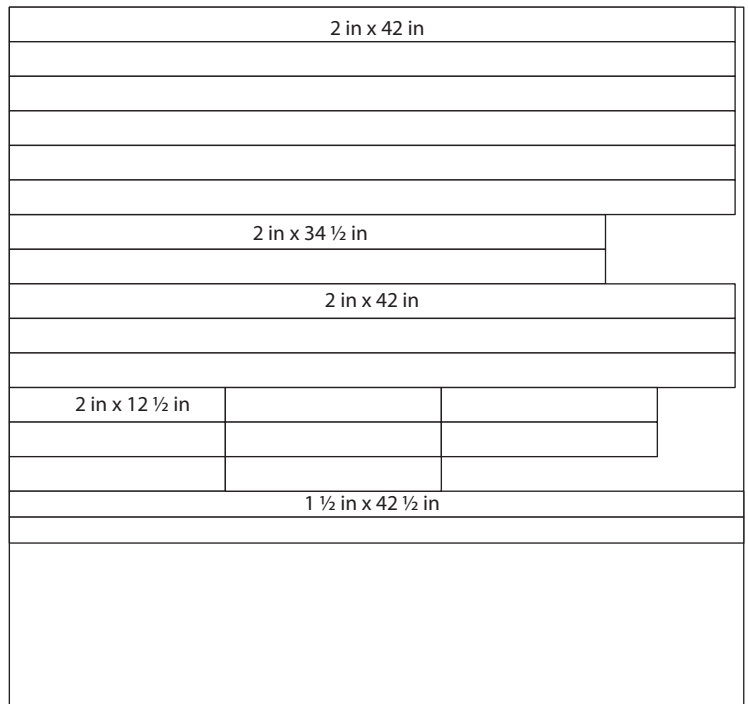 2 in x 42 in
2 in x 34 ½ in
2 in x 42 in
2 in x 12 ½ in
1 ½ in x 42 ½ in